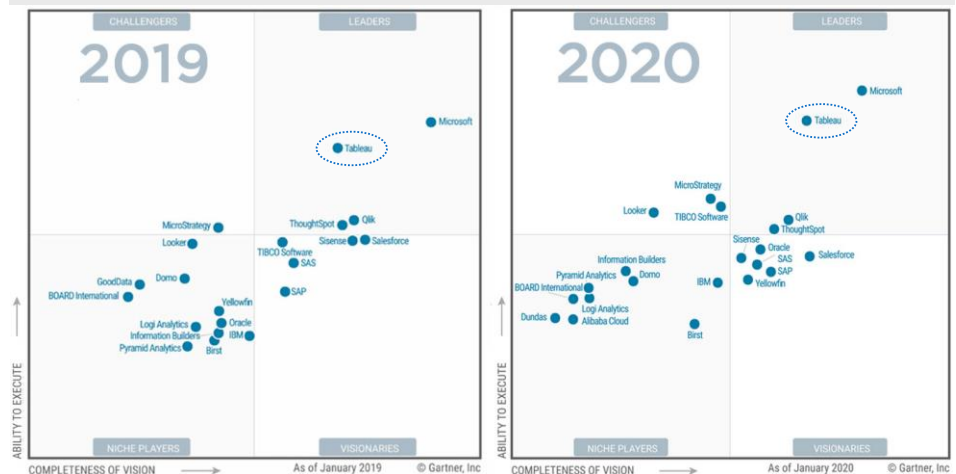 CHALLENGERS
LEADERS
2019
Microsoft
Tableau
MicroStrategy
ThoughtSpot
Qlik
Looker
TIBCO Software
Sisense
Salesforce
SAS
GoodData
Domo
BOARD International
SAP
Yellowfin
Logi Analytics
Oracle
Information Builders
IBM
Pyramid Analytics
Birst
ABILITY TO EXECUTE
NICHE PLAYERS
VISIONARIES
COMPLETENESS OF VISION
As of January 2019
© Gartner, Inc
CHALLENGERS
LEADERS
2020
Microsoft
Tableau
MicroStrategy
Looker
TIBCO Software
Qlik
ThoughtSpot
Sisense
Oracle
Salesforce
SAS
Information Builders
SAP
Pyramid Analytics
Domo
IBM
Yellowfin
BOARD International
Logi Analytics
Dundas
Alibaba Cloud
Birst
ABILITY TO EXECUTE
NICHE PLAYERS
VISIONARIES
COMPLETENESS OF VISION
As of January 2020
© Gartner, Inc